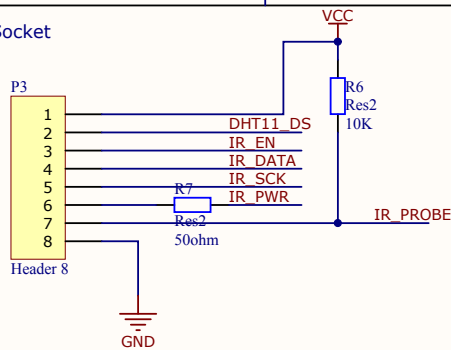 Socket
VCC
P3
R6
Res2
10K
1
2 DHT11_DS
3 IR_EN
4 IR_DATA
5 IR_SCK
6 R7 IR_PWR
Res2
50ohm
7 IR_PROBE
8
Header 8
GND